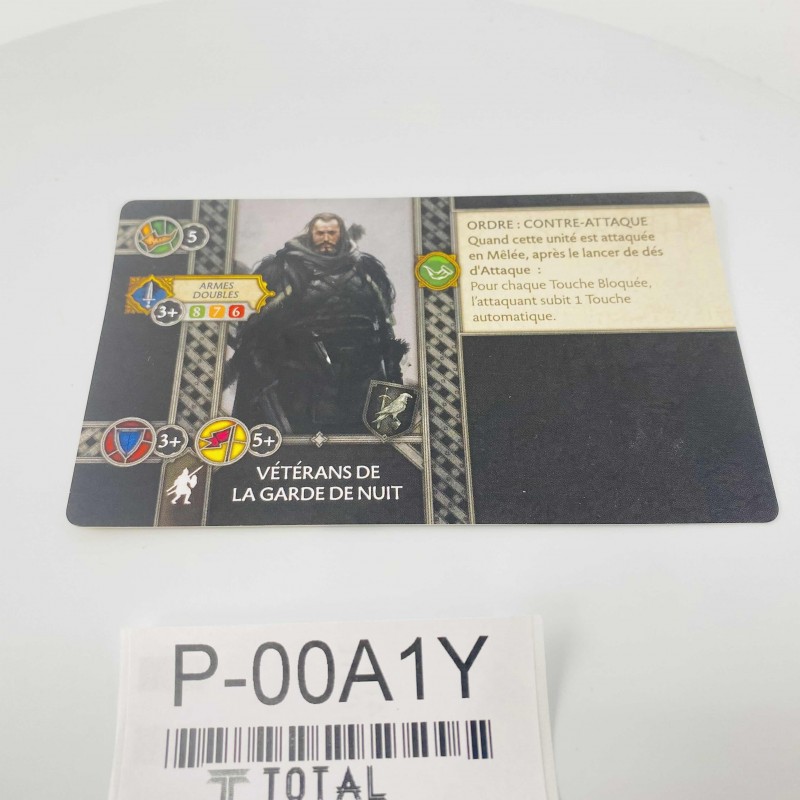 5
ARMES
DOUBLES
3+ 8 7 6
3+ 5+
VÉTÉRANS DE
LA GARDE DE NUIT
ORDRE : CONTRE-ATTAQUE
Quand cette unité est attaquée
en Mêlée, après le lancer de dés
d'Attaque :
Pour chaque Touche Bloquée,
l'attaquant subit 1 Touche
automatique.
P-00A1Y
TOTAL